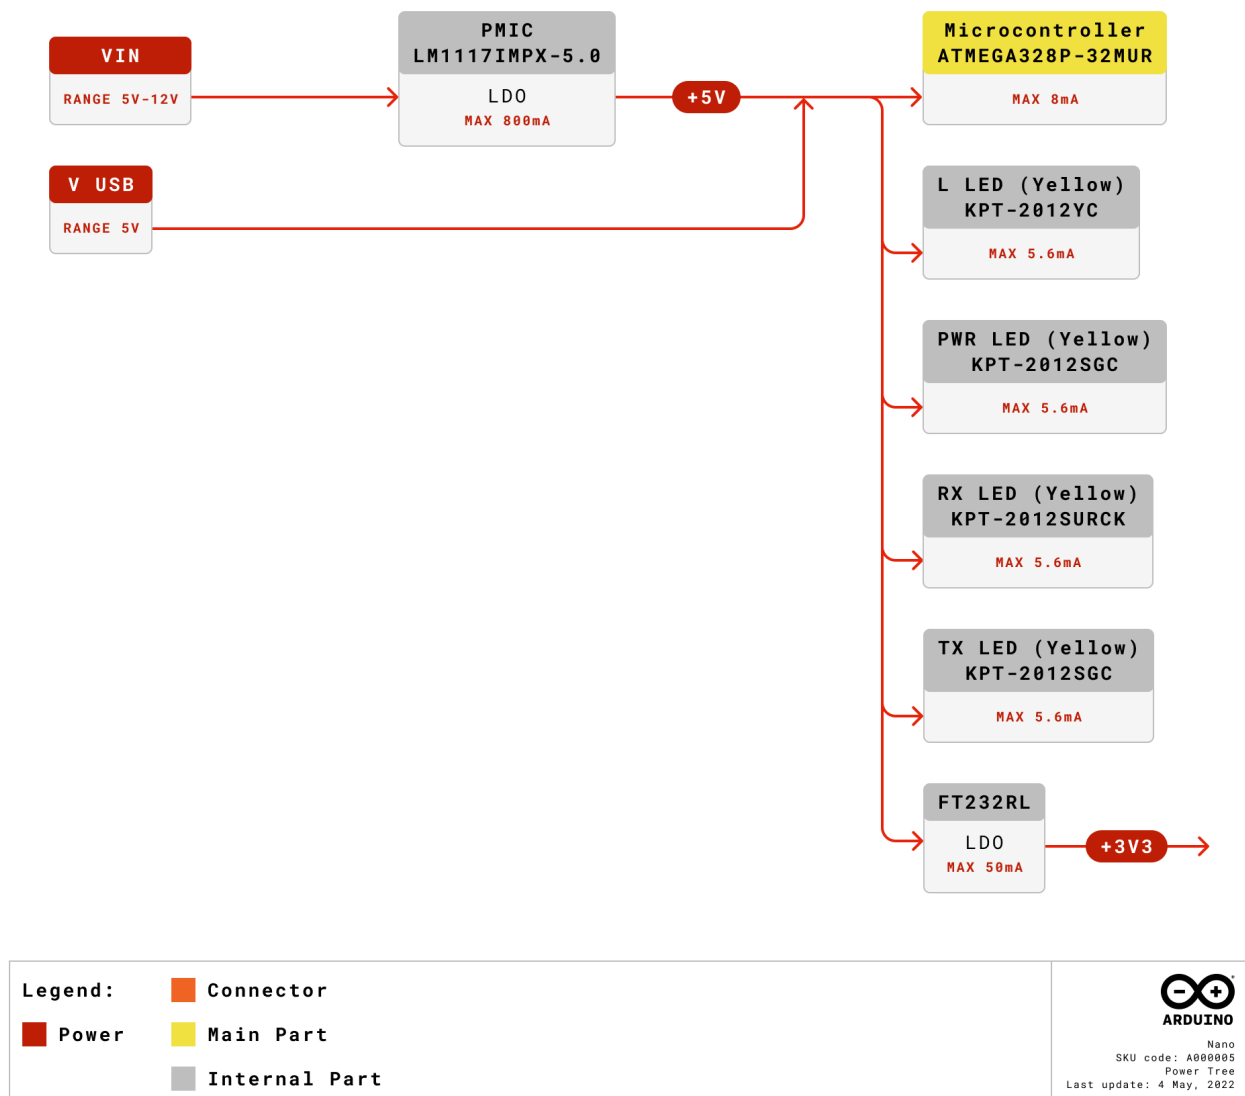 VIN
RANGE 5V-12V
PMIC
LM1117IMPX-5.0
LDO
MAX 800mA
+5V
Microcontroller
ATMEGA328P-32MUR
MAX 8mA
V USB
RANGE 5V
L LED (Yellow)
KPT-2012YC
MAX 5.6mA
PWR LED (Yellow)
KPT-2012SGC
MAX 5.6mA
RX LED (Yellow)
KPT-2012SURCK
MAX 5.6mA
TX LED (Yellow)
KPT-2012SGC
MAX 5.6mA
FT232RL
LDO
MAX 50mA
+3V3
Legend:
Power
Connector
Main Part
Internal Part
ARDUINO
Nano
SKU code: A000005
Power Tree
Last update: 4 May, 2022